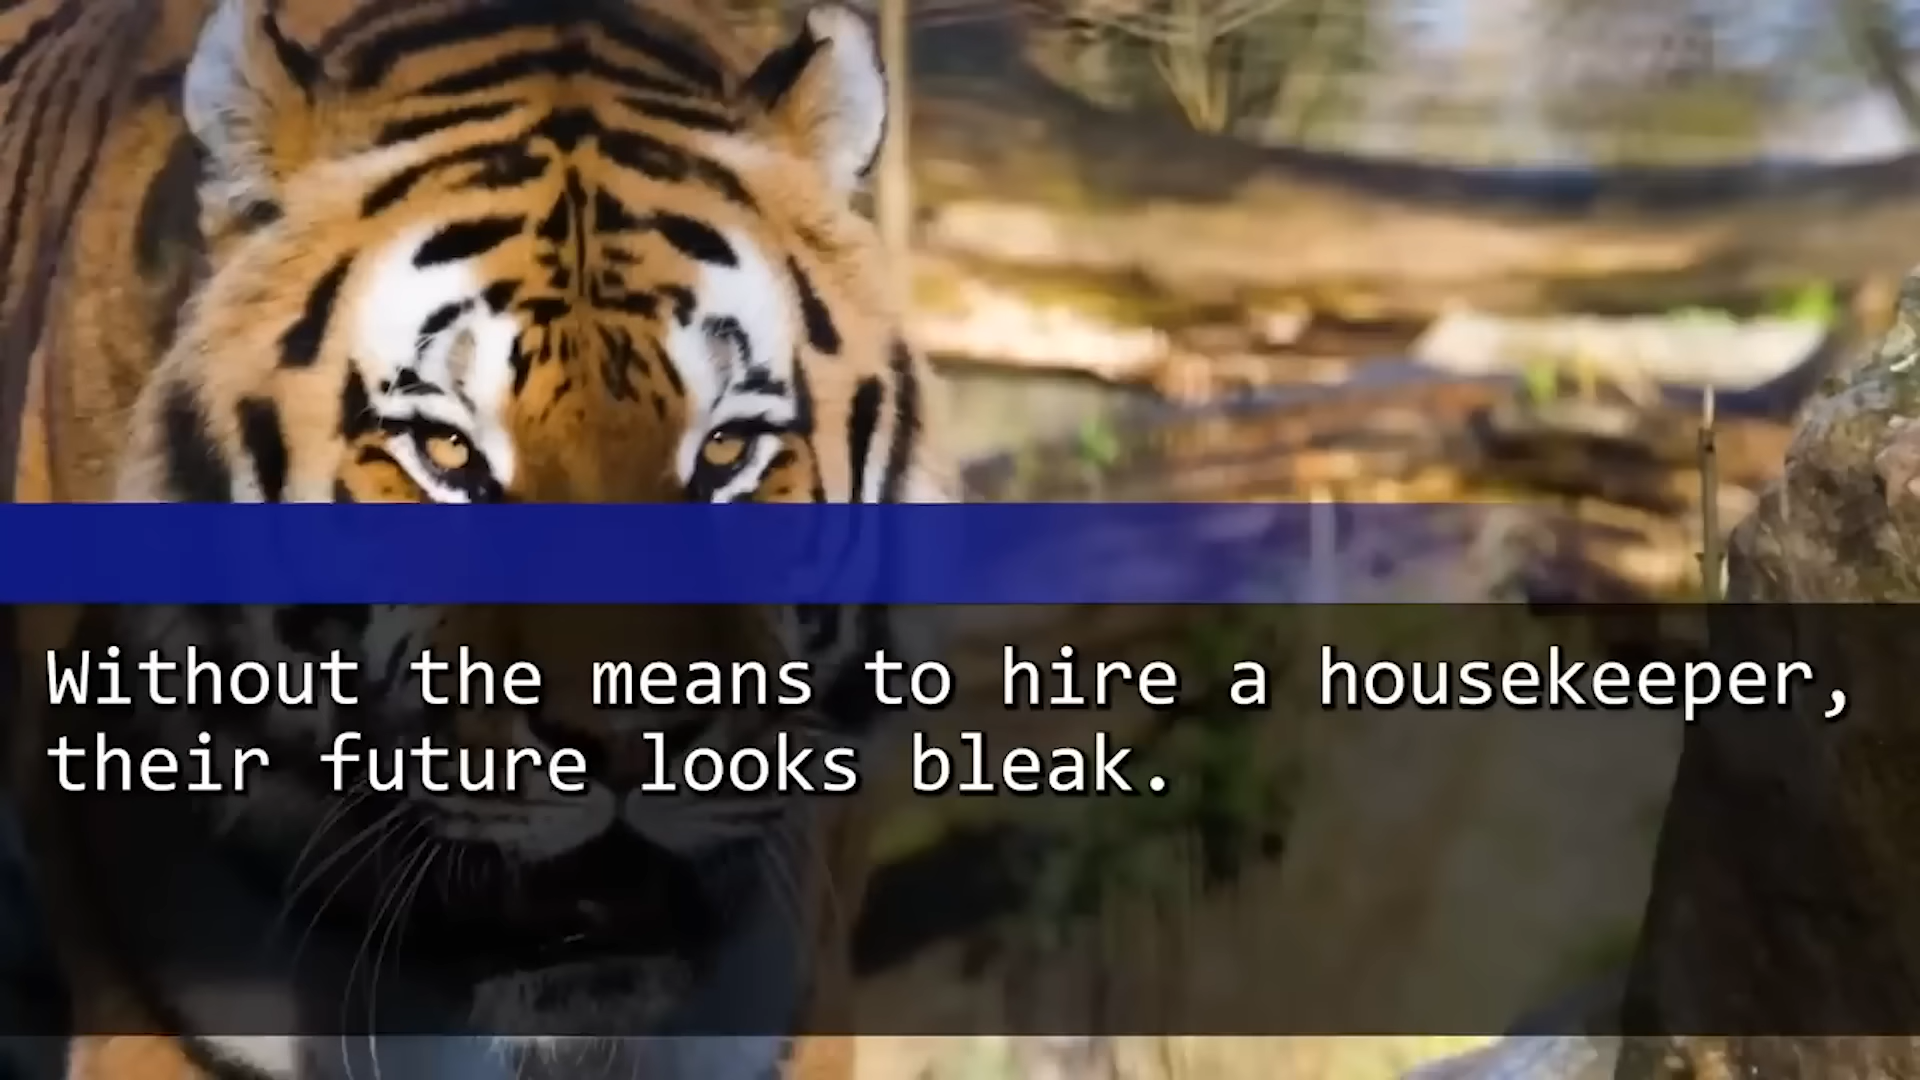 Without the means to hire a housekeeper,
their future looks bleak.